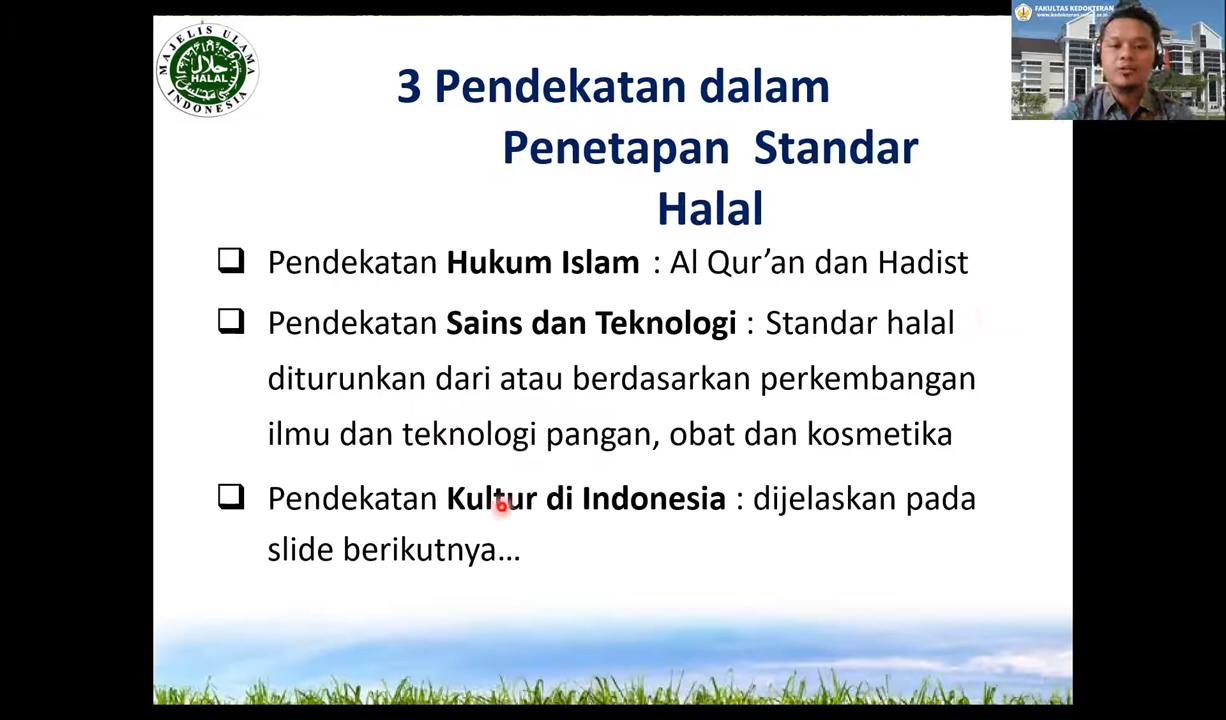 MAJELIS ULAMA INDONESIA
حلال
HALAL
FAKULTAS KEDOKTERAN
3 Pendekatan dalam
Penetapan Standar
Halal
❑ Pendekatan Hukum Islam : Al Qur’an dan Hadist
❑ Pendekatan Sains dan Teknologi : Standar halal
diturunkan dari atau berdasarkan perkembangan
ilmu dan teknologi pangan, obat dan kosmetika
❑ Pendekatan Kultur di Indonesia : dijelaskan pada
slide berikutnya...